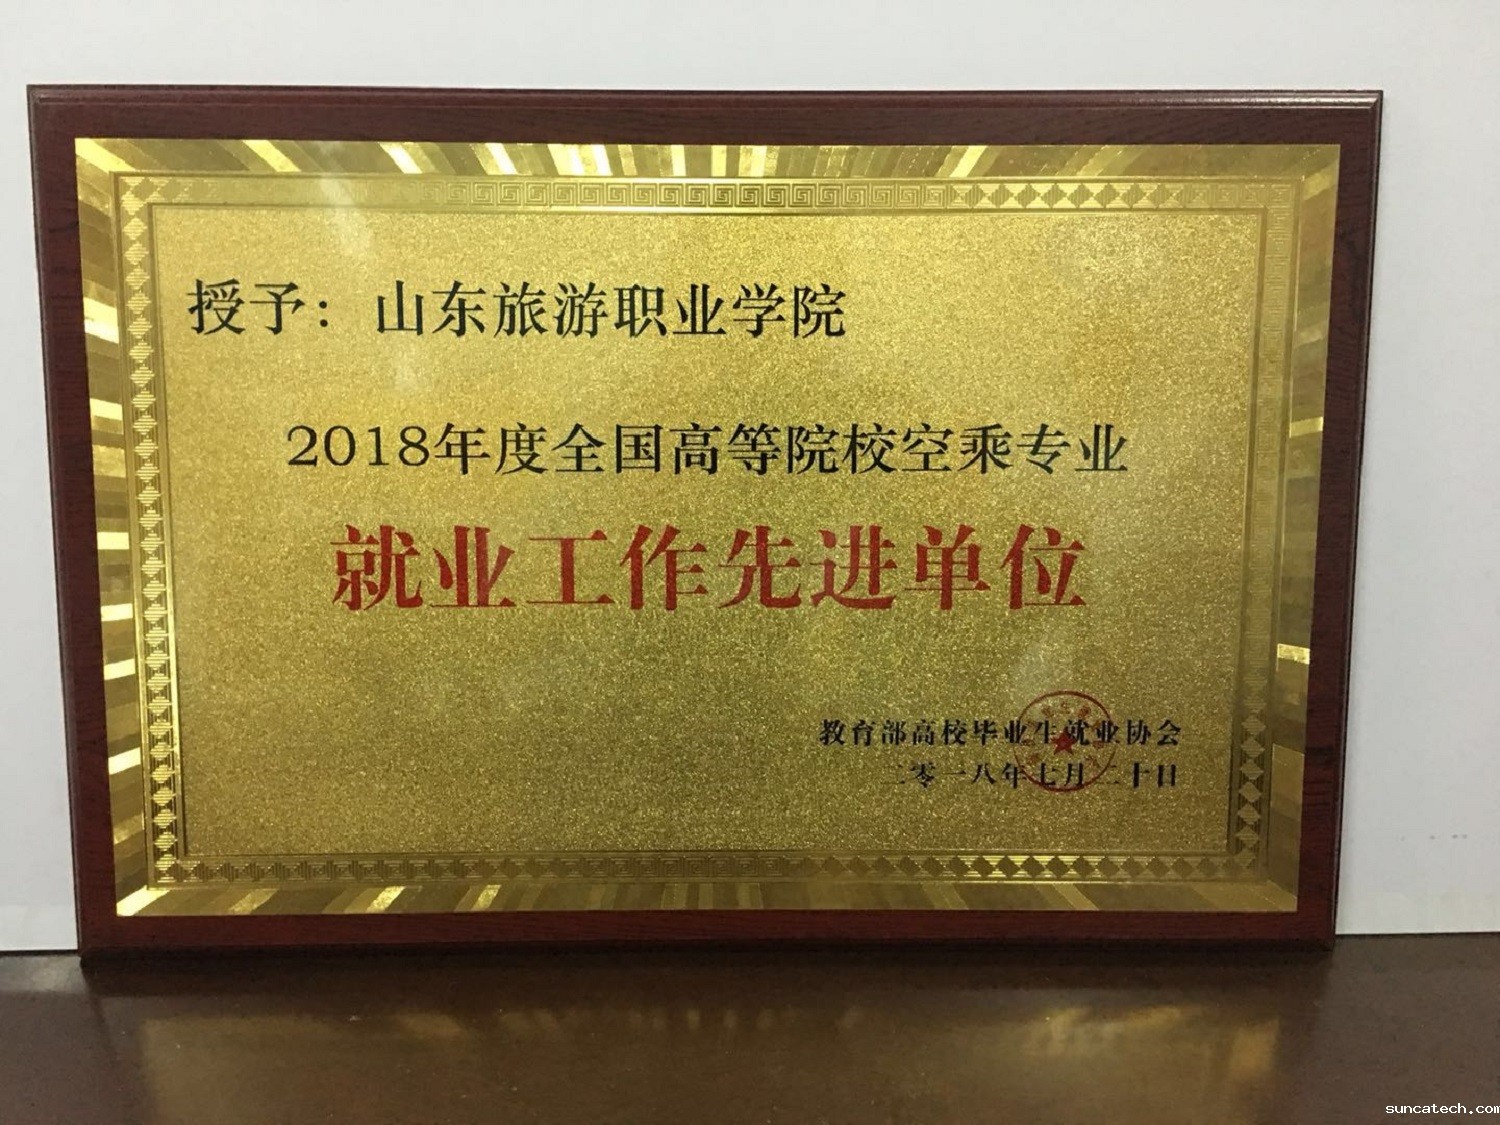 授予：山东旅游职业学院
2018年度全国高等院校空乘专业
就业工作先进单位
教育部高校毕业生就业协会
二零一八年七月二十日
suncatech.com